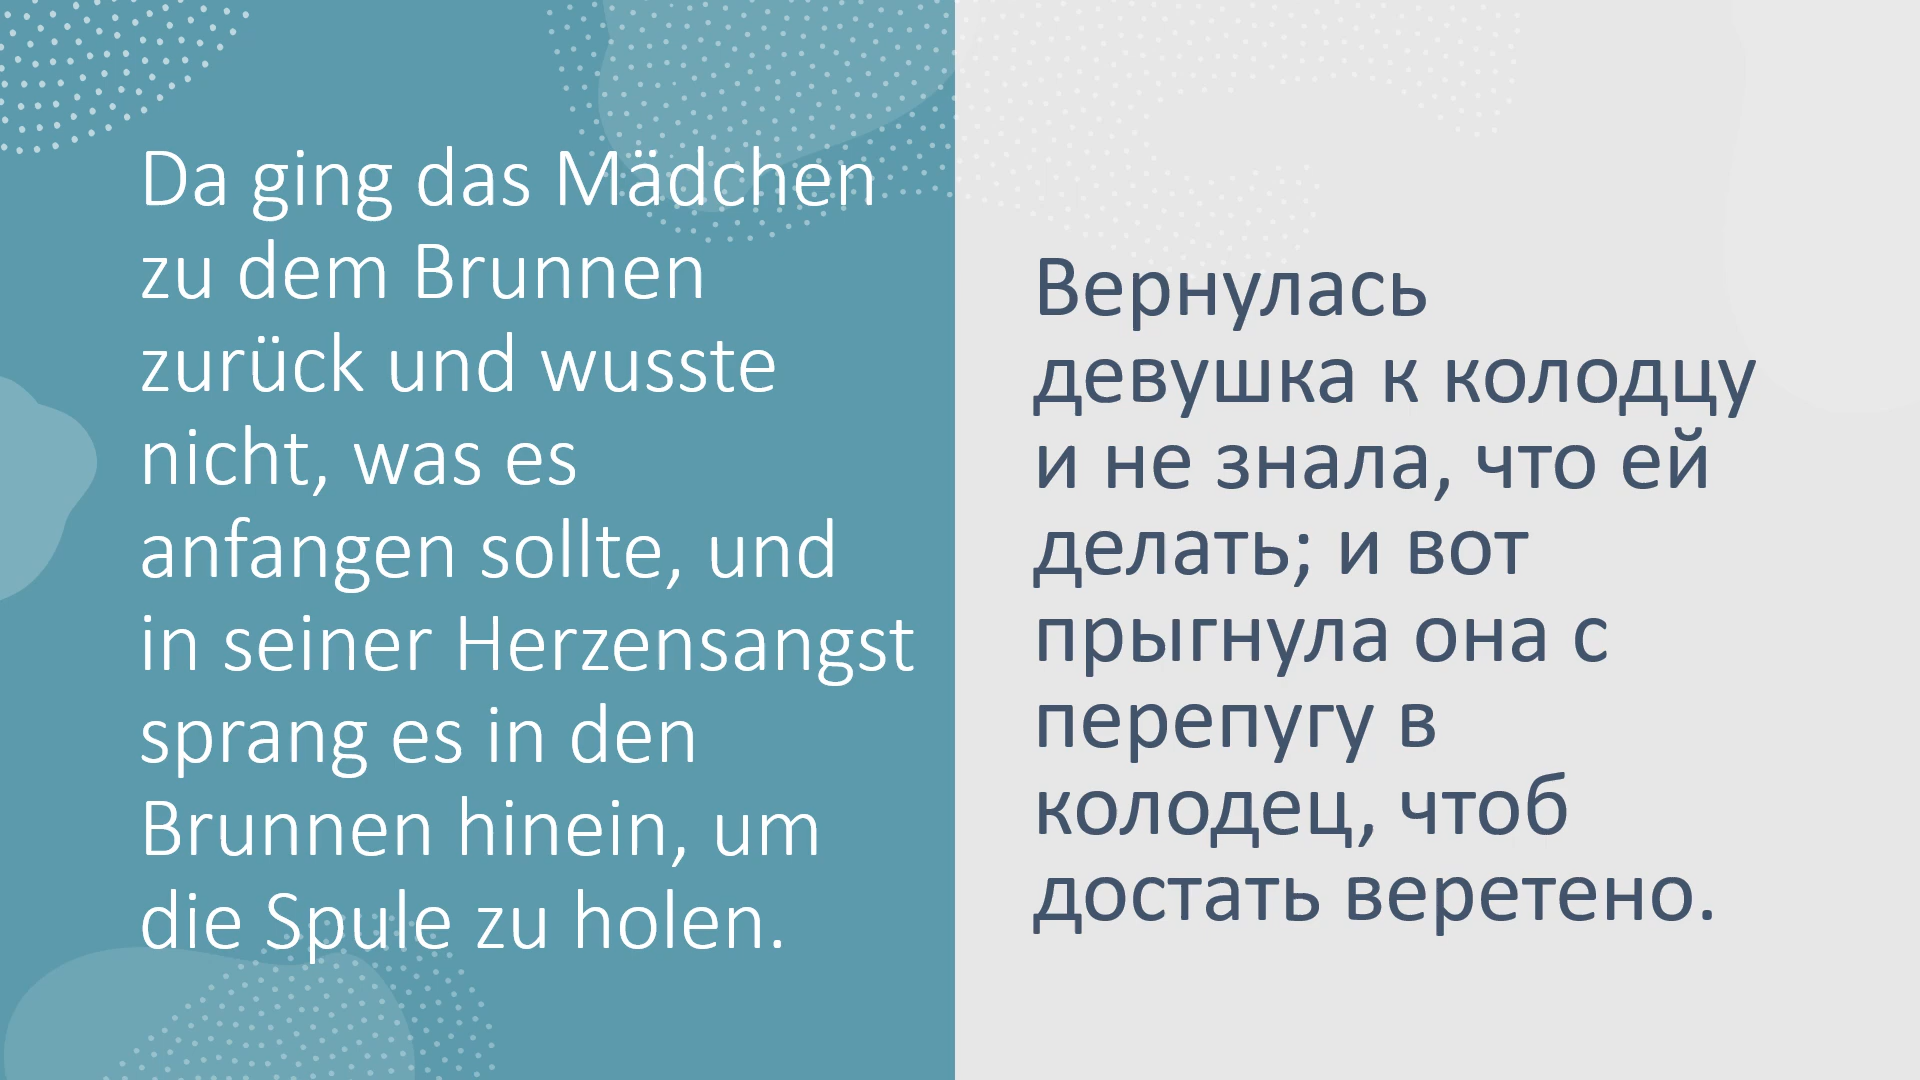 Da ging das Mädchen
zu dem Brunnen
zurück und wusste
nicht, was es
anfangen sollte, und
in seiner Herzensangst
sprang es in den
Brunnen hinein, um
die Spule zu holen.
Вернулась
девушка к колодцу
и не знала, что ей
делать; и вот
прыгнула она с
перепугу в
колодец, чтоб
достать веретено.